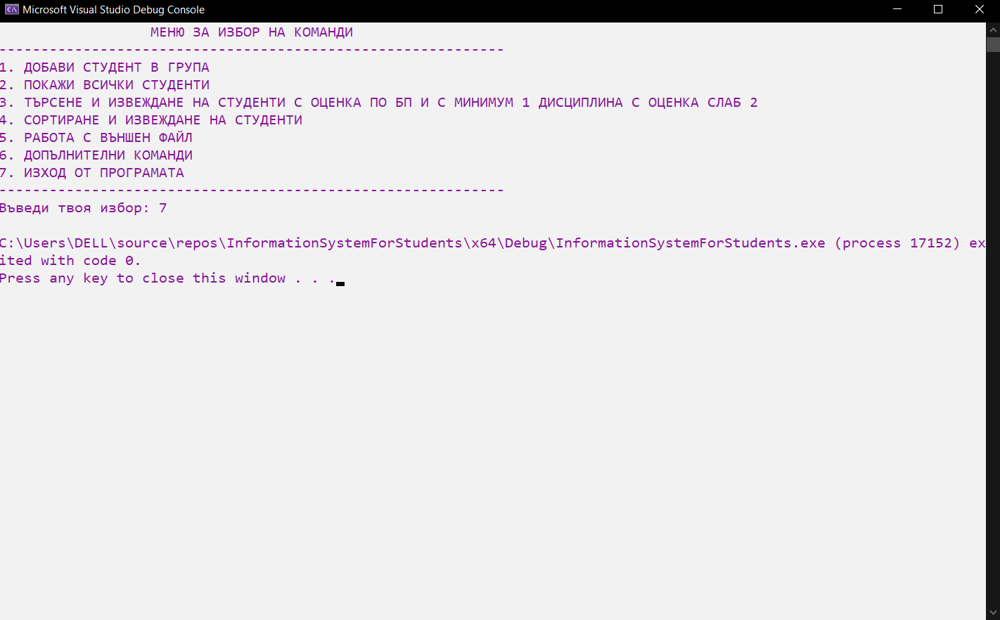 Microsoft Visual Studio Debug Console
МЕНЮ ЗА ИЗБОР НА КОМАНДИ
------------------------------------------------------------
1. ДОБАВИ СТУДЕНТ В ГРУПА
2. ПОКАЖИ ВСИЧКИ СТУДЕНТИ
3. ТЪРСЕНЕ И ИЗВЕЖДАНЕ НА СТУДЕНТИ С ОЦЕНКА ПО БП И С МИНИМУМ 1 ДИСЦИПЛИНА С ОЦЕНКА СЛАБ 2
4. СОРТИРАНЕ И ИЗВЕЖДАНЕ НА СТУДЕНТИ
5. РАБОТА С ВЪНШЕН ФАЙЛ
6. ДОПЪЛНИТЕЛНИ КОМАНДИ
7. ИЗХОД ОТ ПРОГРАМАТА
------------------------------------------------------------
Въведи твоя избор: 7
C:\Users\DELL\source\repos\InformationSystemForStudents\x64\Debug\InformationSystemForStudents.exe (process 17152) ex
ited with code 0.
Press any key to close this window . . .